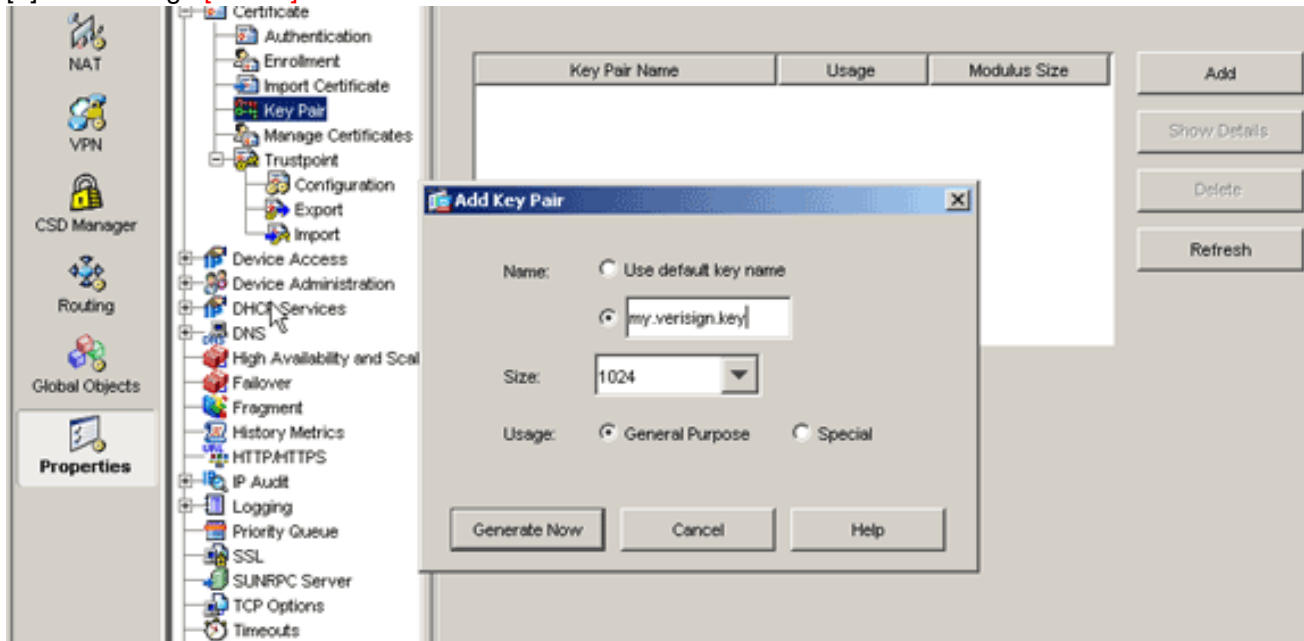 NAT
VPN
CSD Manager
Routing
Global Objects
Properties
Certificate
Authentication
Enrollment
Import Certificate
Key Pair
Manage Certificates
Trustpoint
Configuration
Export
Import
Device Access
Device Administration
DHCP Services
DNS
High Availability and Scal
Failover
Fragment
History Metrics
HTTP/HTTPS
IP Audit
Logging
Priority Queue
SSL
SUNRPC Server
TCP Options
Timeouts
Key Pair Name Usage Modulus Size
Add
Show Details
Delete
Refresh
Add Key Pair
Name: Use default key name
my.verisign.key
Size: 1024
Usage: General Purpose Special
Generate Now Cancel Help